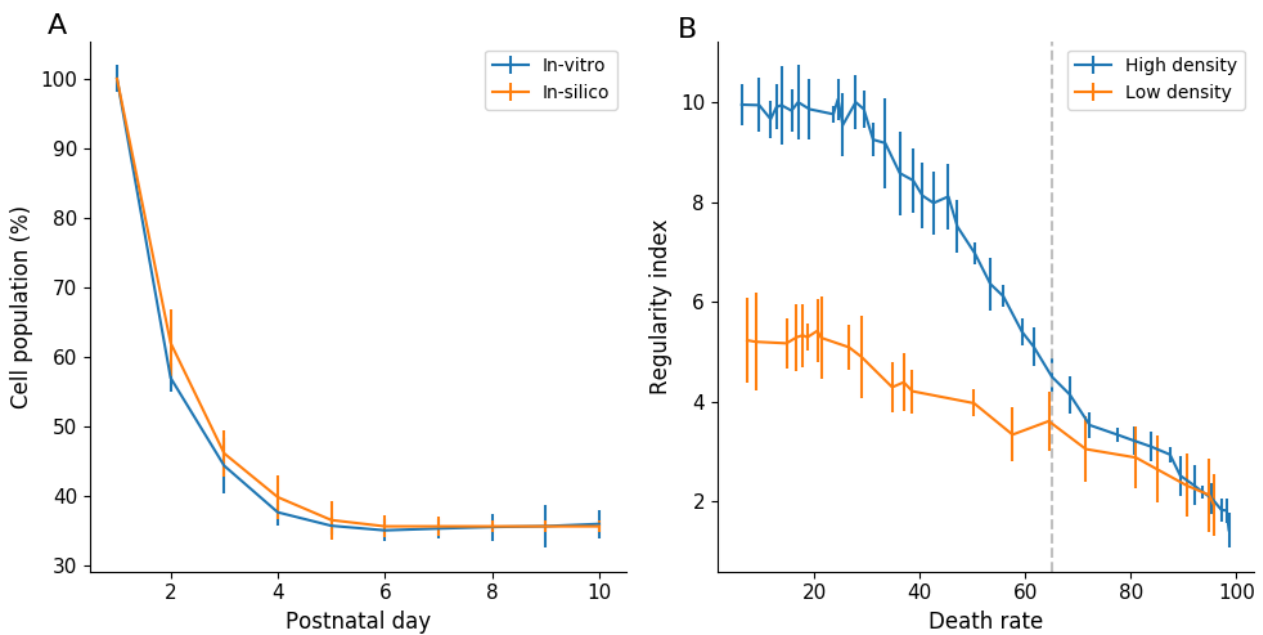 A
In-vitro
In-silico
100
90
80
70
60
50
40
30
Cell population (%)
2
4
6
8
10
Postnatal day
B
High density
Low density
10
8
6
4
2
Regularity index
20
40
60
80
100
Death rate